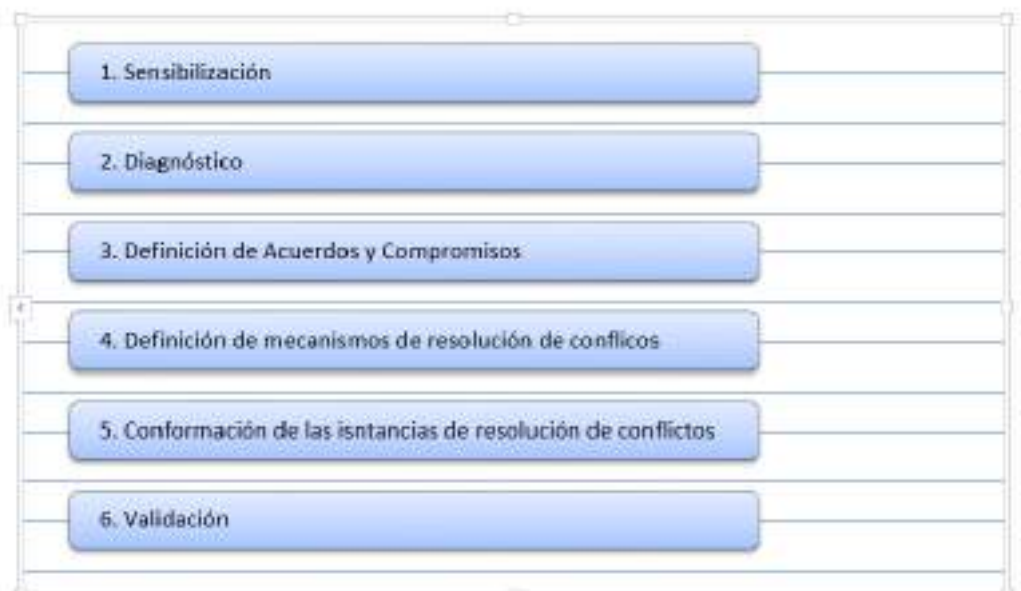 1. Sensibilización
2. Diagnóstico
3. Definición de Acuerdos y Compromisos
4. Definición de mecanismos de resolución de conflicos
5. Conformación de las isntancias de resolución de conflictos
6. Validación